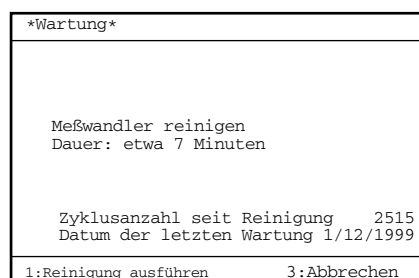 *Wartung*
Meßwandler reinigen
Dauer: etwa 7 Minuten
Zyklusanzahl seit Reinigung 2515
Datum der letzten Wartung 1/12/1999
1:Reinigung ausführen 3:Abbrechen